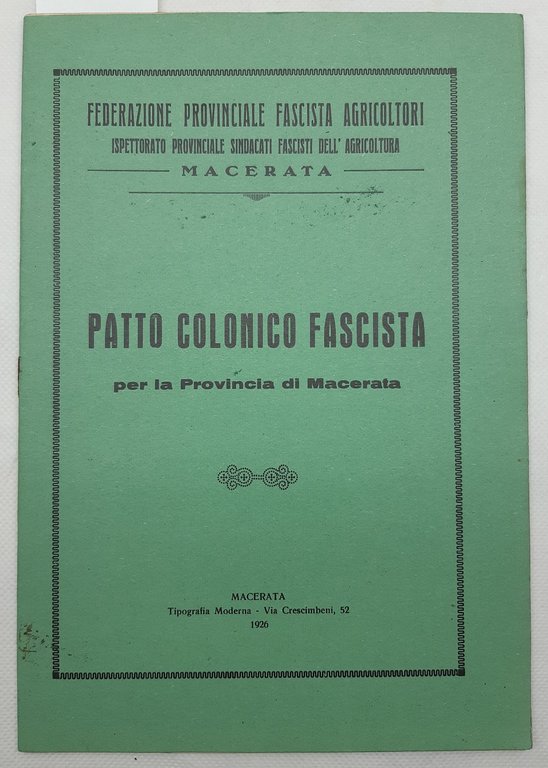 FEDERAZIONE PROVINCIALE FASCISTA AGRICOLTORI
ISPETTORATO PROVINCIALE SINDACATI FASCISTI DELL'AGRICOLTURA
MACERATA
PATTO COLONICO FASCISTA
per la Provincia di Macerata
MACERATA
Tipografia Moderna - Via Crescimbeni, 52
1926